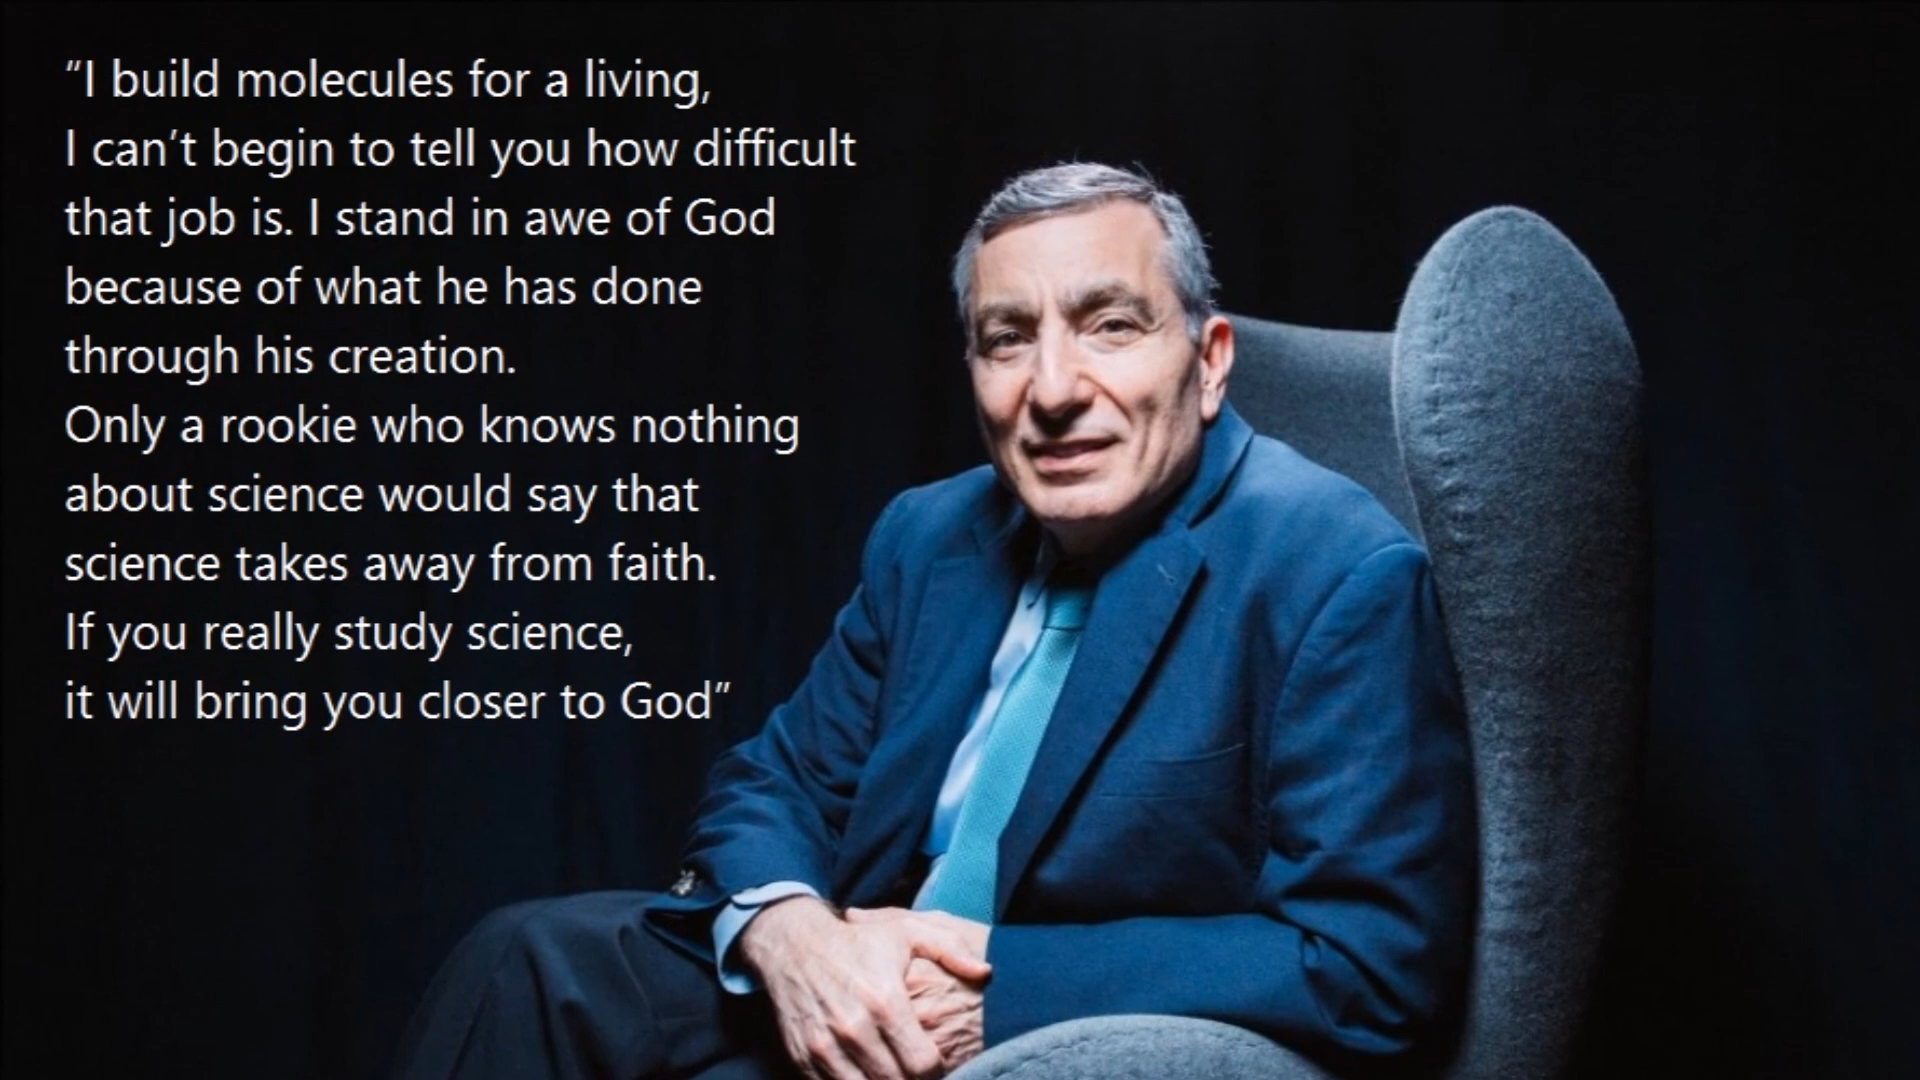 “I build molecules for a living,
I can’t begin to tell you how difficult
that job is. I stand in awe of God
because of what he has done
through his creation.
Only a rookie who knows nothing
about science would say that
science takes away from faith.
If you really study science,
it will bring you closer to God”